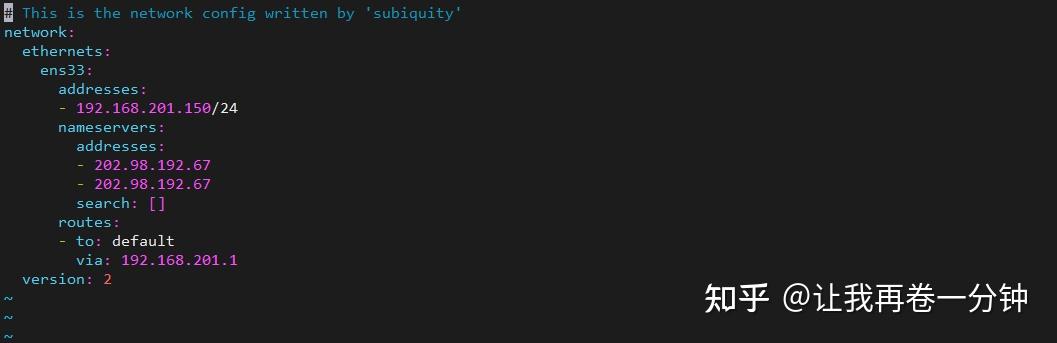 # This is the network config written by 'subiquity'
network:
  ethernets:
    ens33:
      addresses:
      - 192.168.201.150/24
      nameservers:
        addresses:
        - 202.98.192.67
        - 202.98.192.67
        search: []
      routes:
      - to: default
        via: 192.168.201.1
  version: 2
~
~
~
知乎 @让我再卷一分钟